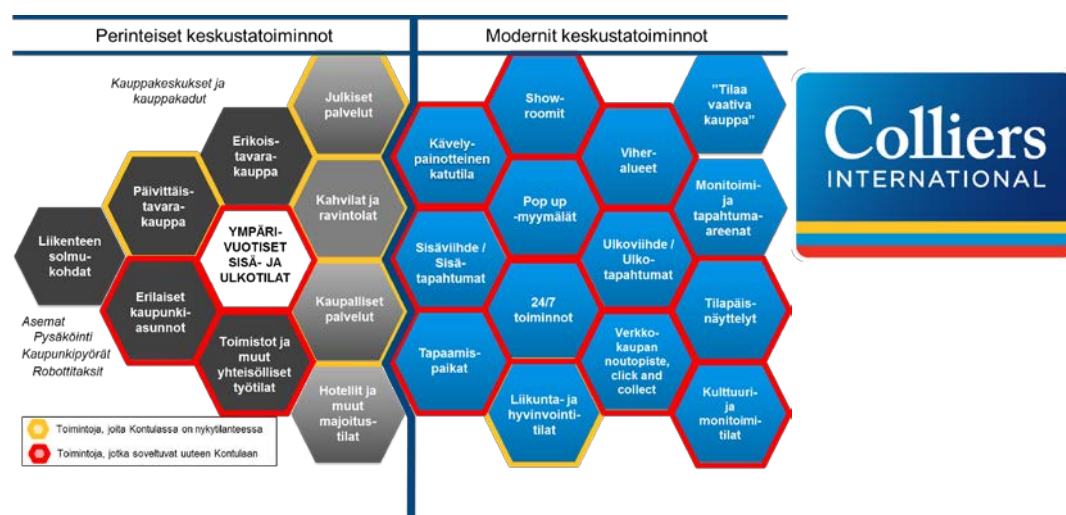 Perinteiset keskustatoiminnot
Modernit keskustatoiminnot
Kauppakeskukset ja
kauppakadut
Julkiset
palvelut
Erikois-
tavara-
kauppa
Päivittäis-
tavara-
kauppa
Kahvilat ja
ravintolat
Liikenteen
solmu-
kohdat
YMPÄRI-
VUOTISET
SISÄ- JA
ULKOTILAT
Erilaiset
kaupunki-
asunnot
Kaupalliset
palvelut
Asemat
Pysäköinti
Kaupunkipyörät
Robottitaksit
Toimistot ja
muut
yhteisölliset
työtilat
Hotellit ja
muut
majoitus-
tilat
Toimintoja, joita Kontulassa on nykytilanteessa
Toimintoja, jotka soveltuvat uuteen Kontulaan
Show-
roomit
"Tilaa
vaativa
kauppa"
Kävely-
painotteinen
katutila
Viher-
alueet
Pop up
-myymälät
Monitoimi-
ja
tapahtuma-
areenat
Sisäviihde /
Sisä-
tapahtumat
Ulkoviihde /
Ulko-
tapahtumat
24/7
toiminnot
Tilapäis-
näyttelyt
Tapaamis-
paikat
Verkko-
kaupan
noutopiste,
click and
collect
Liikunta- ja
hyvinvointi-
tilat
Kulttuuri-
ja
monitoimi-
tilat
Colliers
INTERNATIONAL